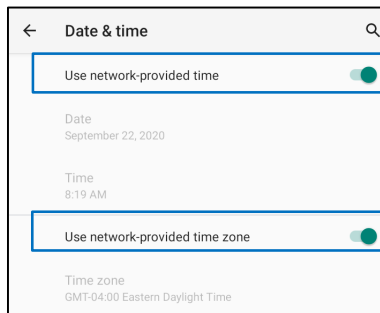 Date & time
Use network-provided time
Date
September 22, 2020
Time
8:19 AM
Use network-provided time zone
Time zone
GMT-04:00 Eastern Daylight Time